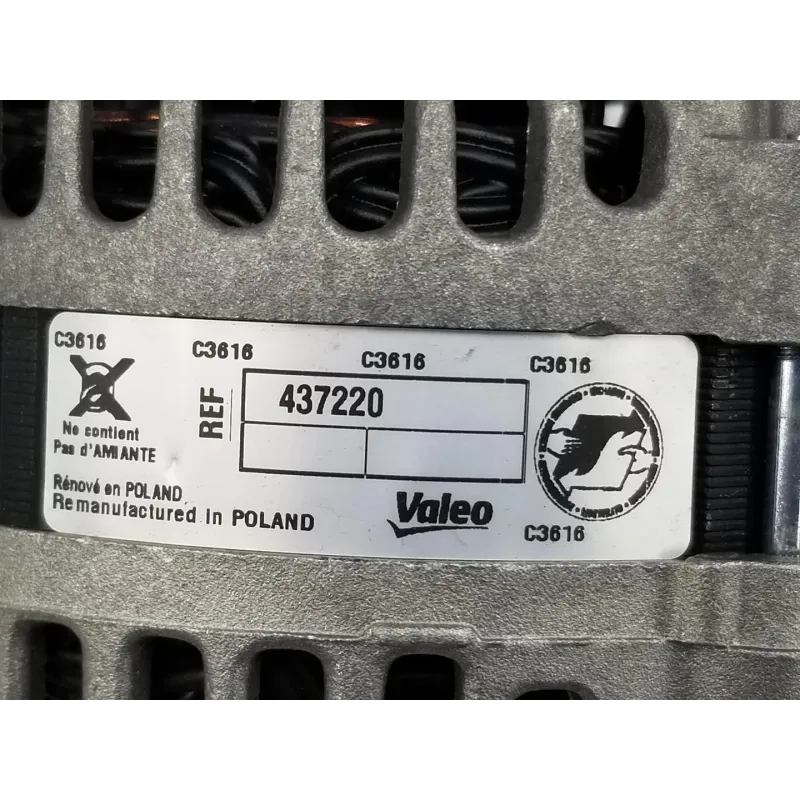 C3616
C3616
C3616
C3616
REF
437220
Ne contient
Pas d'AMIANTE
Rénové en POLAND
Remanufactured in POLAND
Valeo
C3616